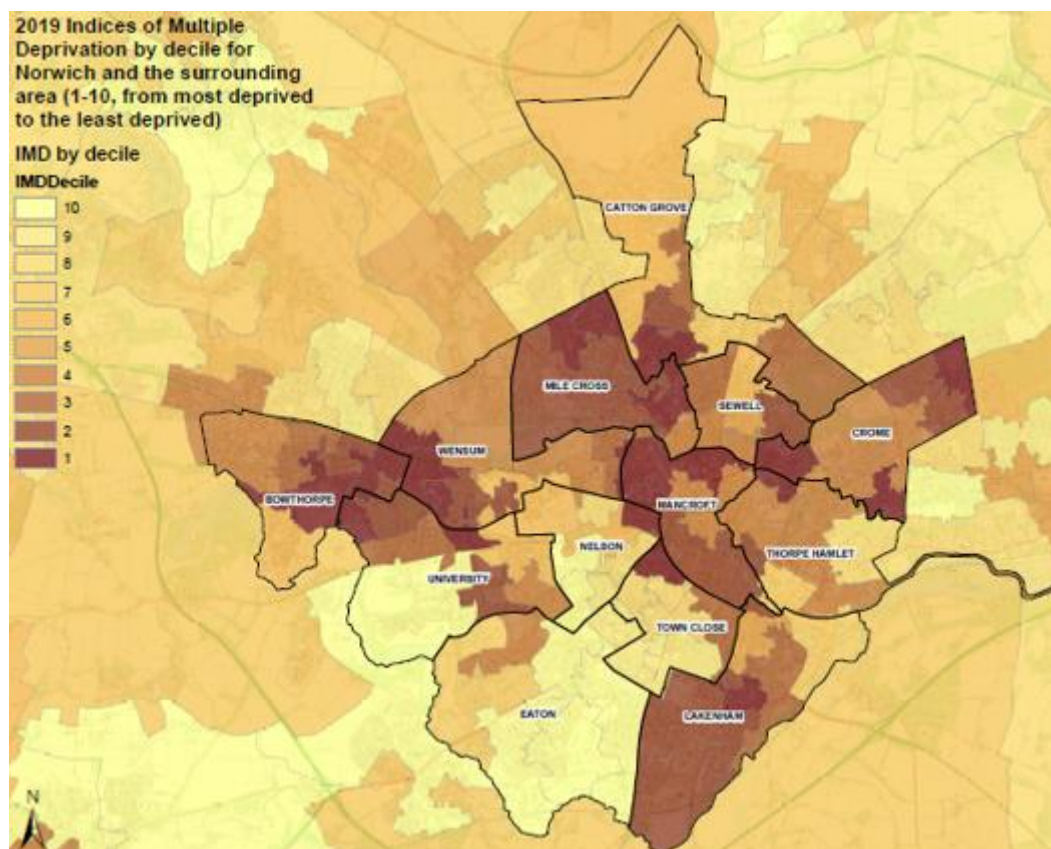 2019 Indices of Multiple
Deprivation by decile for
Norwich and the surrounding
area (1-10, from most deprived
to the least deprived)
IMD by decile
IMDDecile
10
9
8
7
6
5
4
3
2
1
CATTON GROVE
MILE CROSS
SEWELL
CROME
WENSUM
BOWTHORPE
MANCROFT
NELSON
THORPE HAMLET
UNIVERSITY
TOWN CLOSE
EATON
LAKENHAM
N